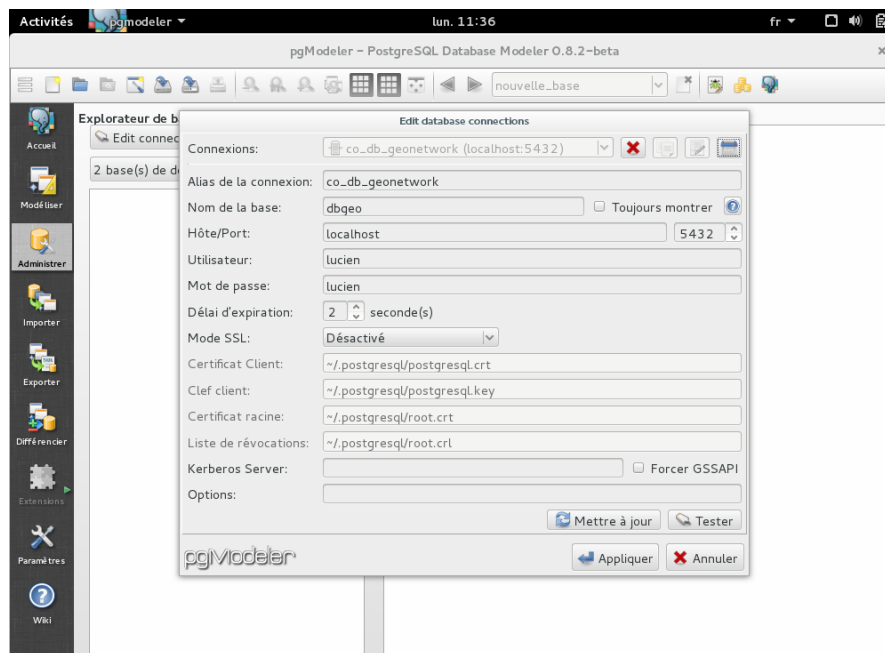 Activités pgmodeler lun. 11:36 fr
pgModeler - PostgreSQL Database Modeler 0.8.2-beta
nouvelle_base
Explorateur de b
Edit connec
2 base(s) de d
Accueil
Modéliser
Administrer
Importer
Exporter
Différencier
Extensions
Paramètres
Wiki
Edit database connections
Connexions: co_db_geonetwork (localhost:5432)
Alias de la connexion: co_db_geonetwork
Nom de la base: dbgeo Toujours montrer
Hôte/Port: localhost 5432
Utilisateur: lucien
Mot de passe: lucien
Délai d'expiration: 2 seconde(s)
Mode SSL: Désactivé
Certificat Client: ~/.postgresql/postgresql.crt
Clef client: ~/.postgresql/postgresql.key
Certificat racine: ~/.postgresql/root.crt
Liste de révocations: ~/.postgresql/root.crl
Kerberos Server: Forcer GSSAPI
Options:
Mettre à jour Tester
pgModeler Appliquer Annuler